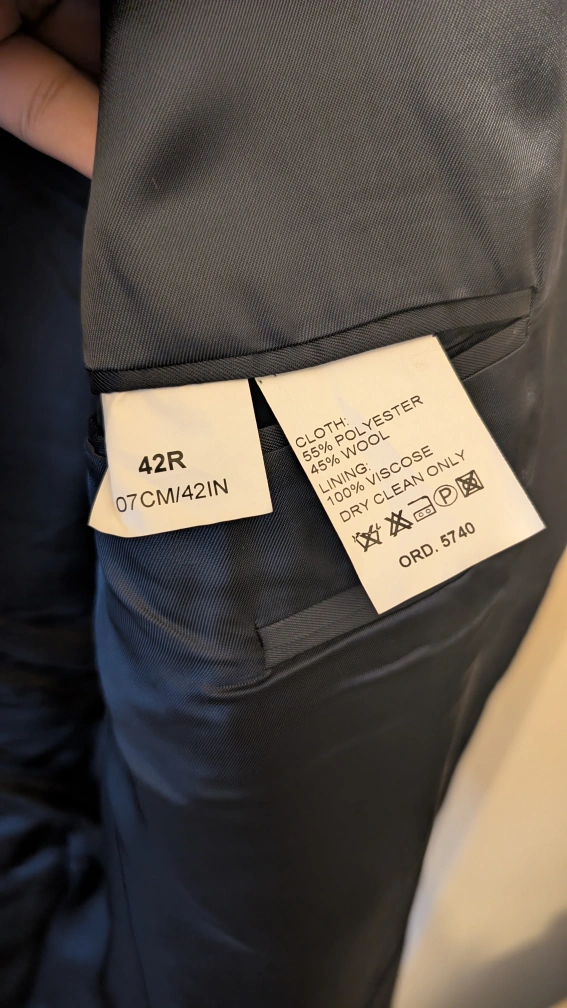 42R
07CM/42IN
CLOTH:
55% POLYESTER
45% WOOL
LINING:
100% VISCOSE
DRY CLEAN ONLY
P
ORD. 5740